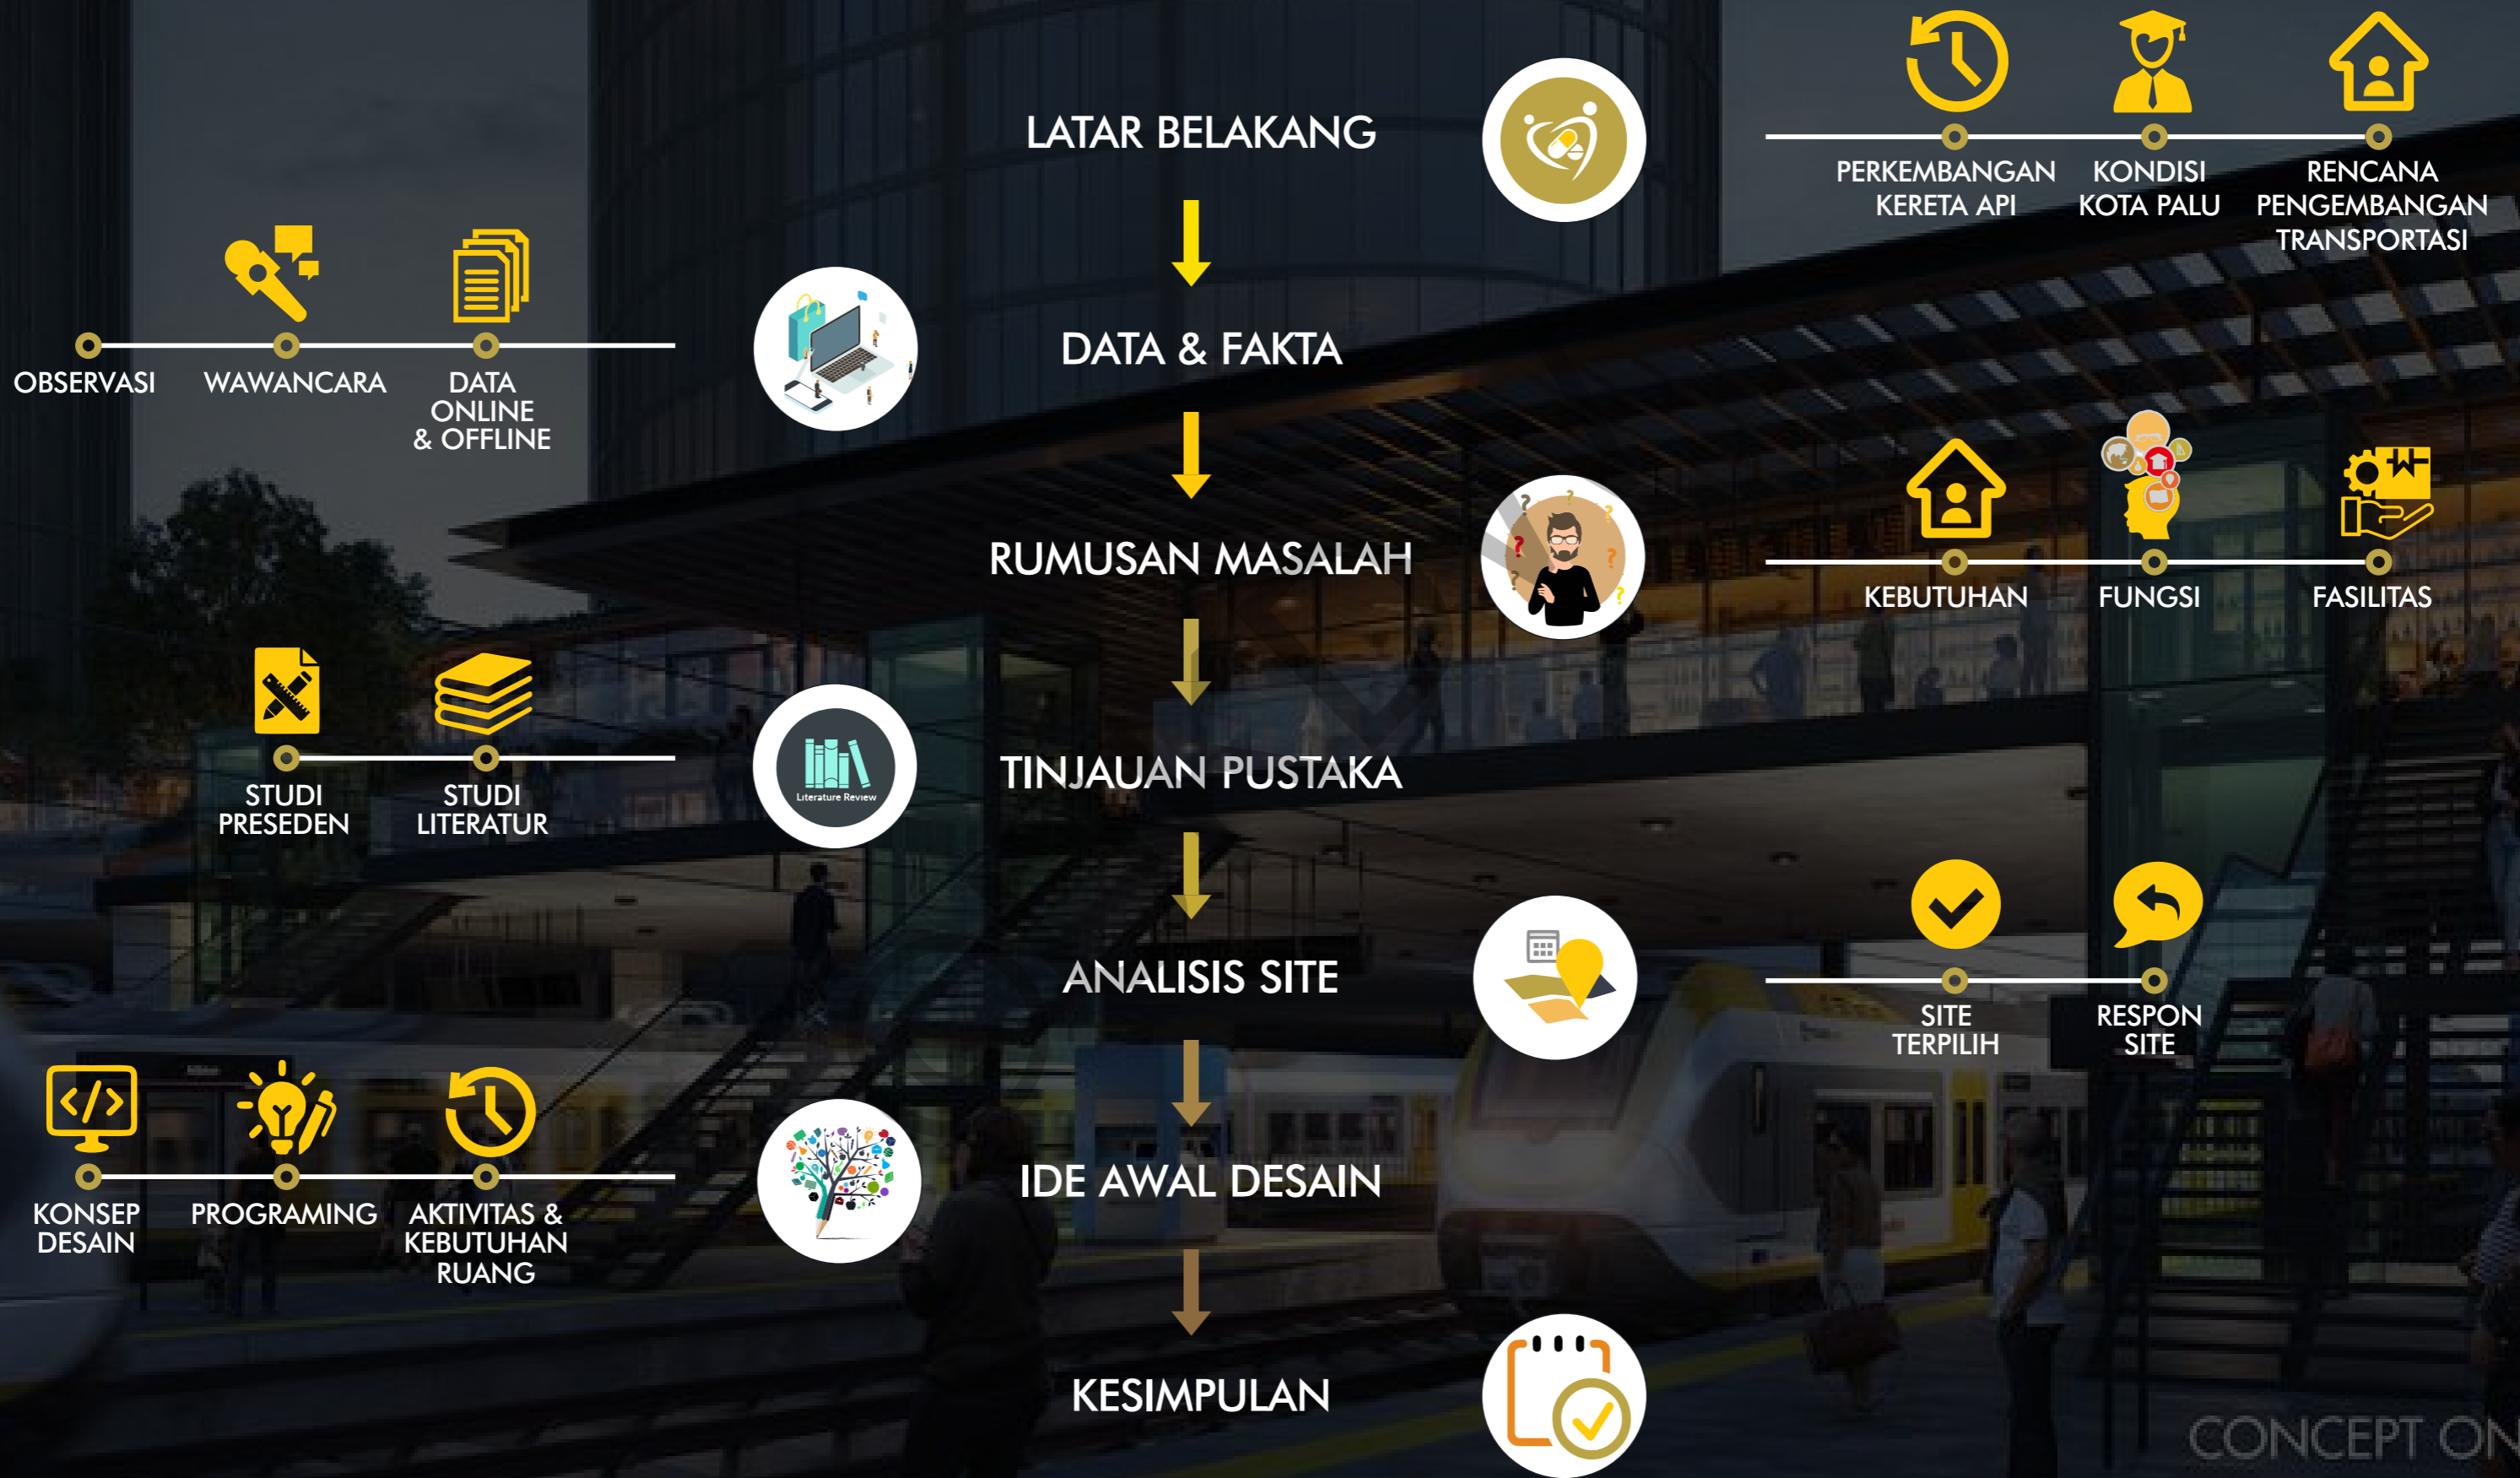 LATAR BELAKANG
PERKEMBANGAN
KERETA API
KONDISI
KOTA PALU
RENCANA
PENGEMBANGAN
TRANSPORTASI
DATA & FAKTA
OBSERVASI
WAWANCARA
DATA
ONLINE
& OFFLINE
RUMUSAN MASALAH
KEBUTUHAN
FUNGSI
FASILITAS
TINJAUAN PUSTAKA
Literature Review
STUDI
PRESEDEN
STUDI
LITERATUR
ANALISIS SITE
SITE
TERPILIH
RESPON
SITE
IDE AWAL DESAIN
KONSEP
DESAIN
PROGRAMING
AKTIVITAS &
KEBUTUHAN
RUANG
KESIMPULAN
CONCEPT ON